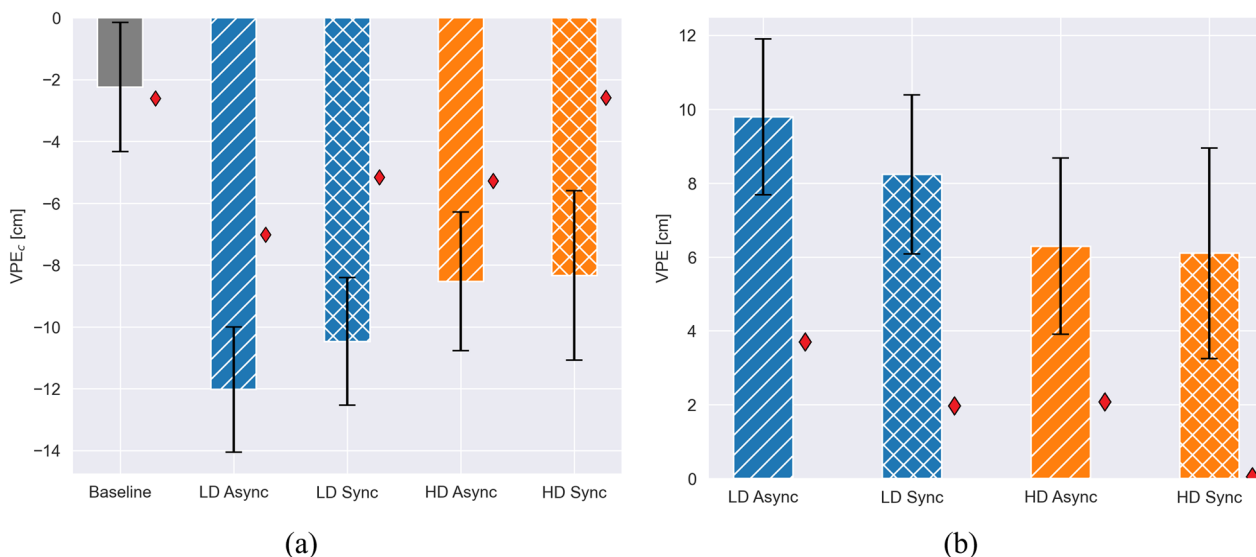 0
−2
−4
−6
−8
−10
−12
−14
VPE_c [cm]
Baseline LD Async LD Sync HD Async HD Sync
(a)
12
10
8
6
4
2
0
VPE [cm]
LD Async LD Sync HD Async HD Sync
(b)